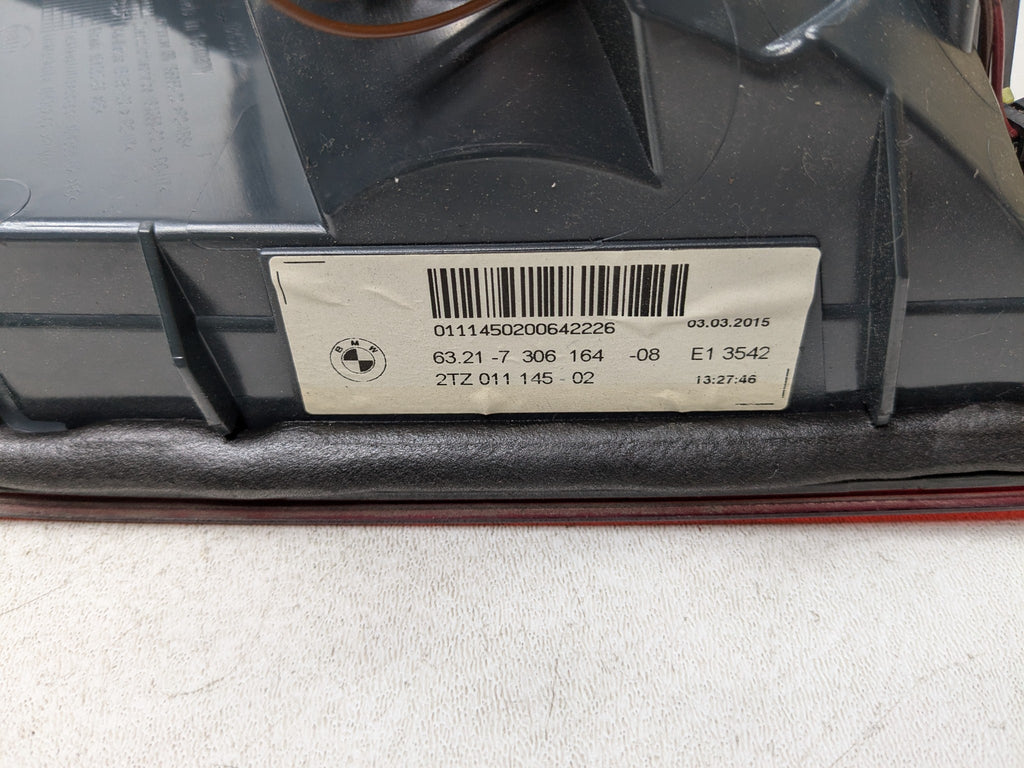 0111450200642226
03.03.2015
BMW
63.21 -7 306 164 -08 E1 3542
2TZ 011 145 - 02
13:27:46